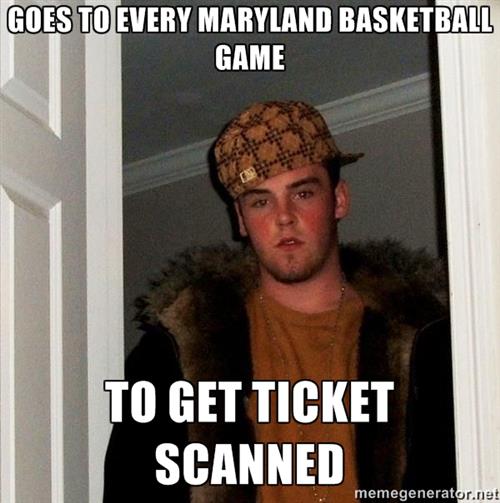 GOES TO EVERY MARYLAND BASKETBALL
GAME
TO GET TICKET
SCANNED
memegenerator.net